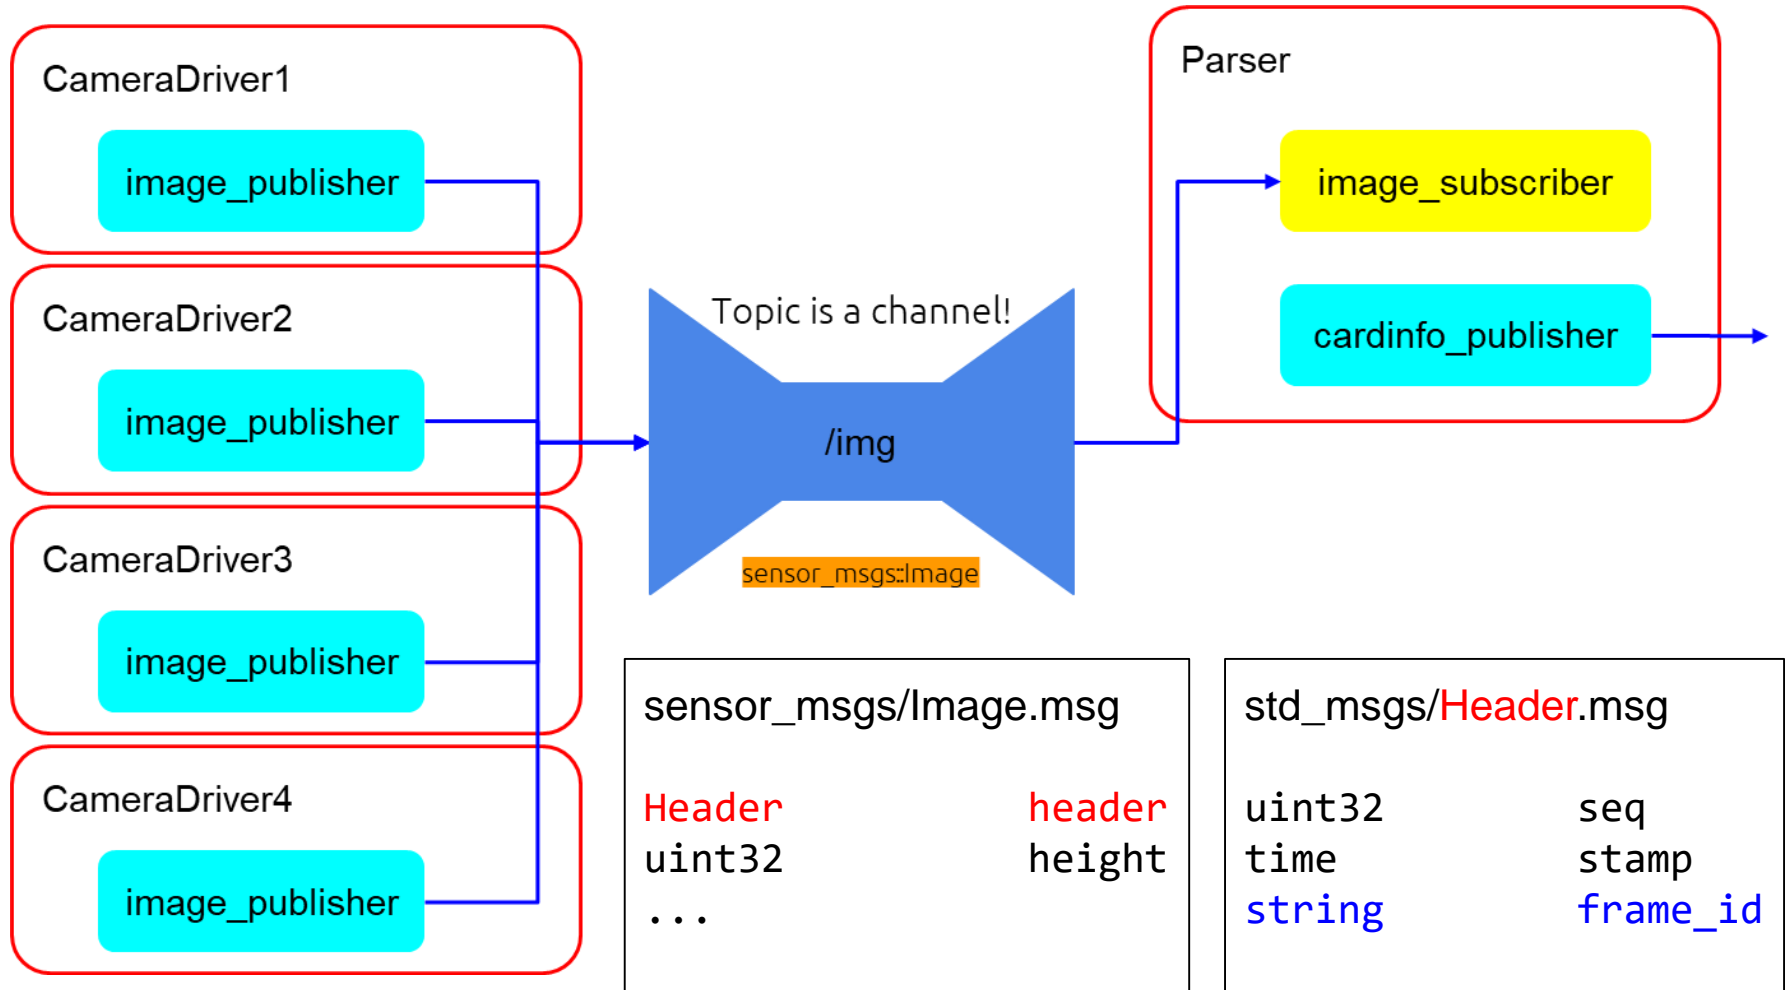 CameraDriver1
image_publisher
CameraDriver2
image_publisher
CameraDriver3
image_publisher
CameraDriver4
image_publisher
Topic is a channel!
/img
sensor_msgs::Image
Parser
image_subscriber
cardinfo_publisher
sensor_msgs/Image.msg
Header header
uint32 height
...
std_msgs/Header.msg
uint32 seq
time stamp
string frame_id